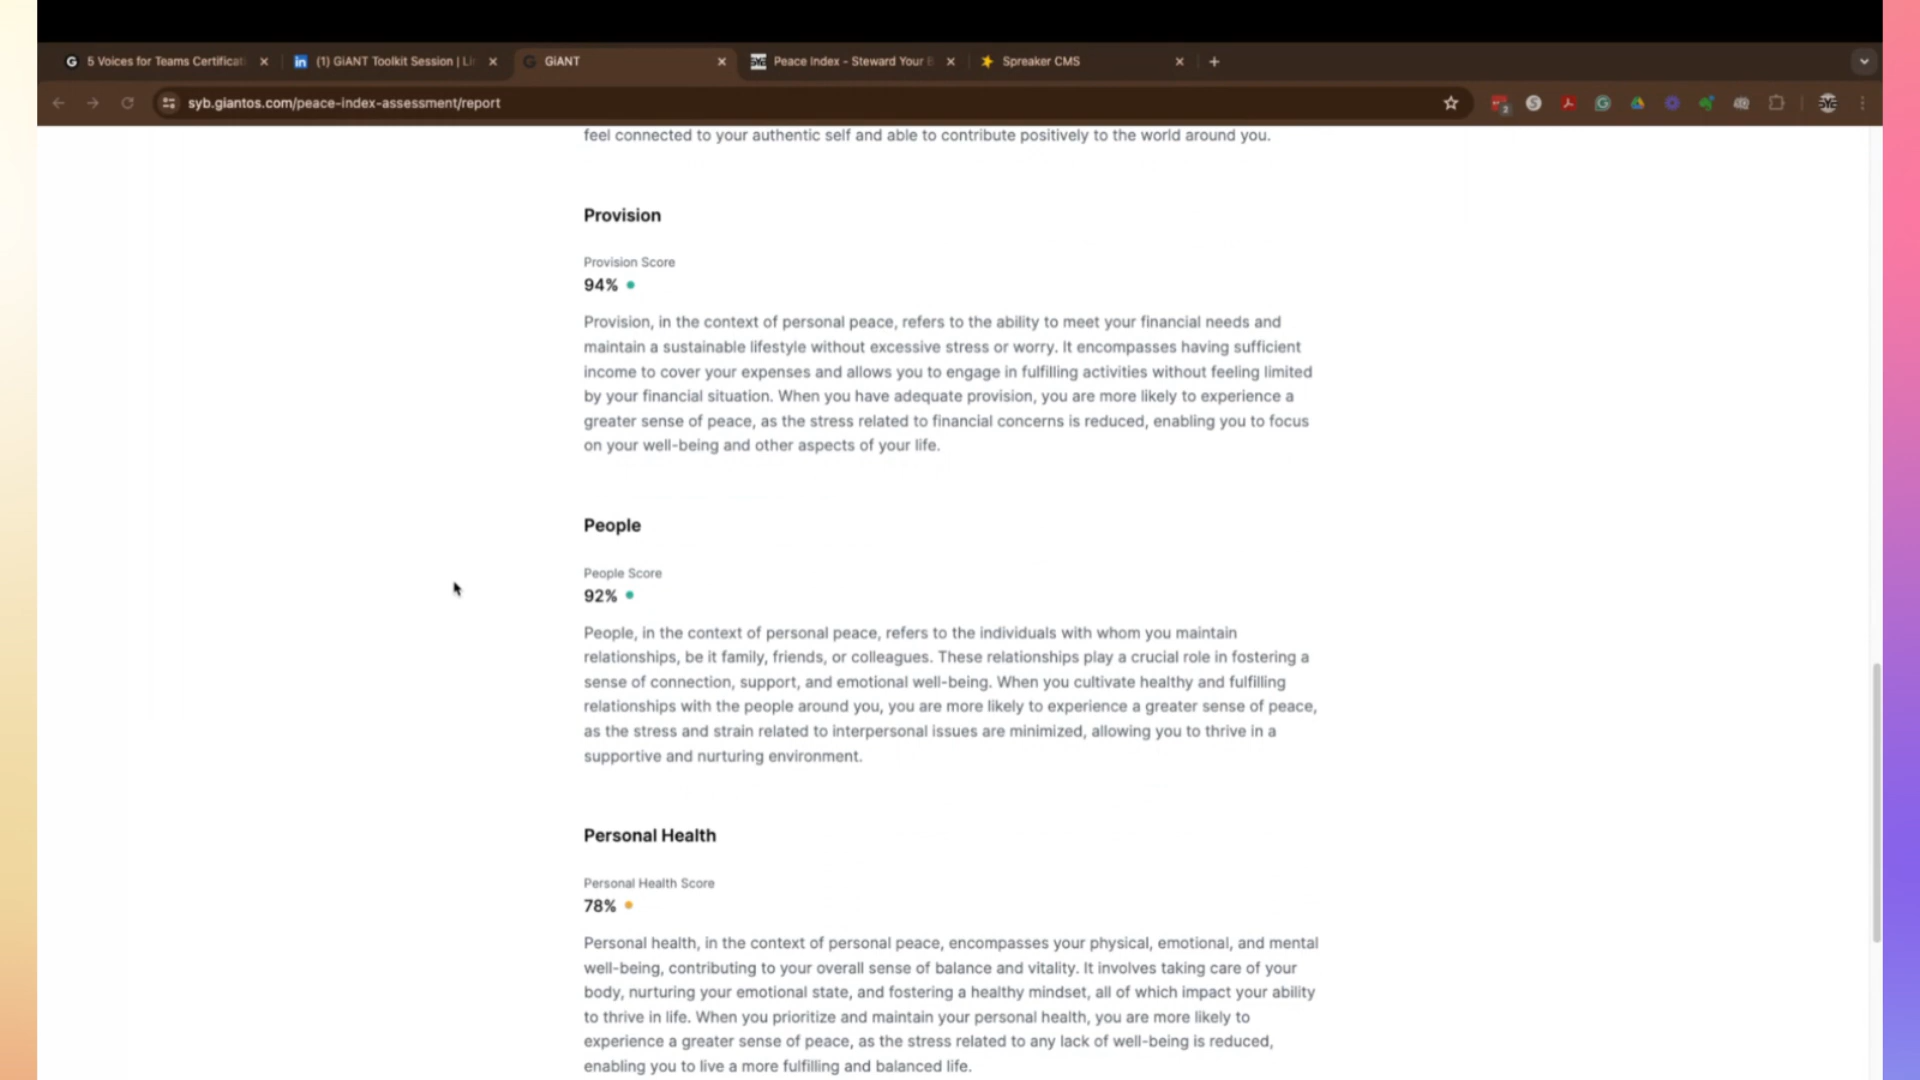 5 Voices for Teams Certificat
(1) GiANT Toolkit Session | Li
GiANT
Peace Index - Steward Your B
Spreaker CMS
syb.giantos.com/peace-index-assessment/report
feel connected to your authentic self and able to contribute positively to the world around you.
Provision
Provision Score
94%
Provision, in the context of personal peace, refers to the ability to meet your financial needs and
maintain a sustainable lifestyle without excessive stress or worry. It encompasses having sufficient
income to cover your expenses and allows you to engage in fulfilling activities without feeling limited
by your financial situation. When you have adequate provision, you are more likely to experience a
greater sense of peace, as the stress related to financial concerns is reduced, enabling you to focus
on your well-being and other aspects of your life.
People
People Score
92%
People, in the context of personal peace, refers to the individuals with whom you maintain
relationships, be it family, friends, or colleagues. These relationships play a crucial role in fostering a
sense of connection, support, and emotional well-being. When you cultivate healthy and fulfilling
relationships with the people around you, you are more likely to experience a greater sense of peace,
as the stress and strain related to interpersonal issues are minimized, allowing you to thrive in a
supportive and nurturing environment.
Personal Health
Personal Health Score
78%
Personal health, in the context of personal peace, encompasses your physical, emotional, and mental
well-being, contributing to your overall sense of balance and vitality. It involves taking care of your
body, nurturing your emotional state, and fostering a healthy mindset, all of which impact your ability
to thrive in life. When you prioritize and maintain your personal health, you are more likely to
experience a greater sense of peace, as the stress related to any lack of well-being is reduced,
enabling you to live a more fulfilling and balanced life.